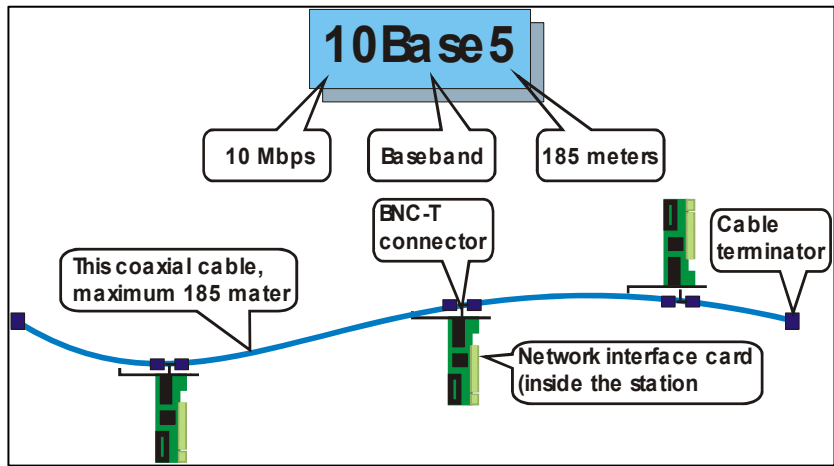 10Base5
10 Mbps
Baseband
185 meters
BNC-T
connector
Cable
terminator
This coaxial cable,
maximum 185 mater
Network interface card
(inside the station